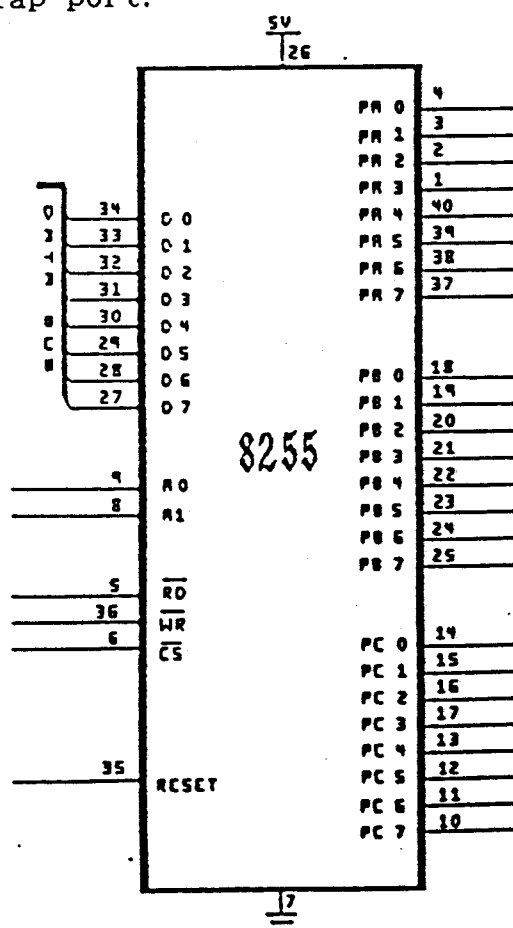 rap port.
5V
26
PA 0 4
PA 1 3
PA 2 2
PA 3 1
PA 4 40
PA 5 39
PA 6 38
PA 7 37
DATA BUS
34 D 0
33 D 1
32 D 2
31 D 3
30 D 4
29 D 5
28 D 6
27 D 7
PB 0 18
PB 1 19
PB 2 20
PB 3 21
PB 4 22
PB 5 23
PB 6 24
PB 7 25
8255
9 A0
8 A1
5 RD
36 WR
6 CS
PC 0 14
PC 1 15
PC 2 16
PC 3 17
PC 4 13
PC 5 12
PC 6 11
PC 7 10
35 RESET
7